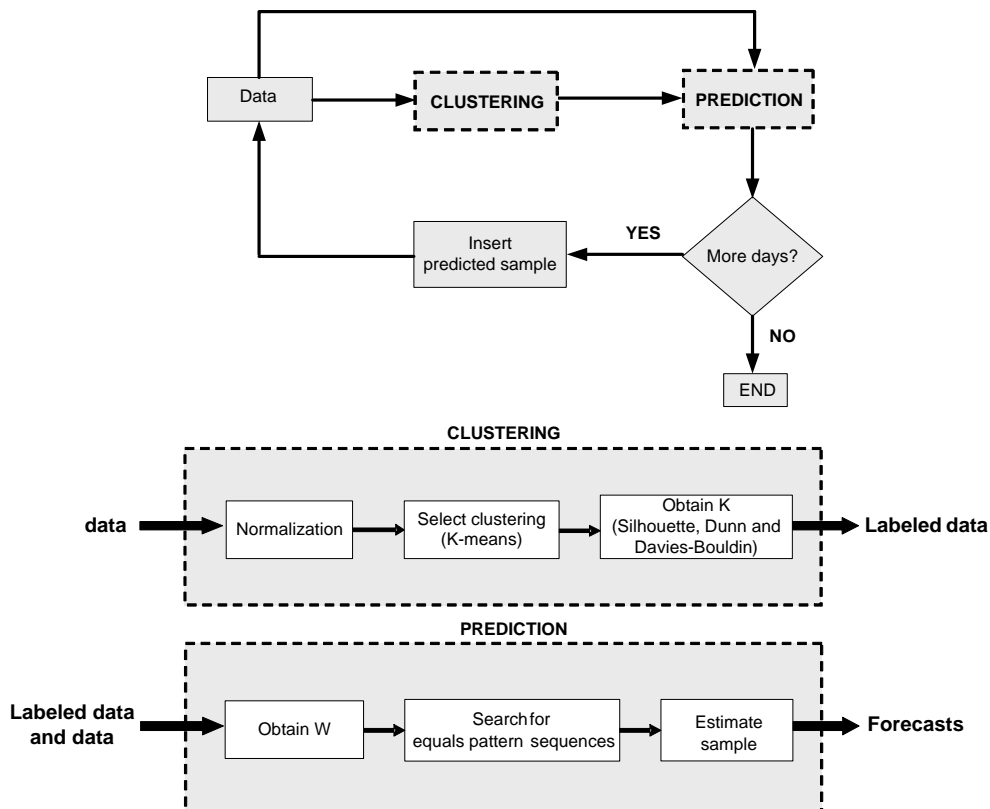 Data
CLUSTERING
PREDICTION
YES
Insert
predicted sample
More days?
NO
END
CLUSTERING
data
Normalization
Select clustering
(K-means)
Obtain K
(Silhouette, Dunn and
Davies-Bouldin)
Labeled data
PREDICTION
Labeled data
and data
Obtain W
Search for
equals pattern sequences
Estimate
sample
Forecasts